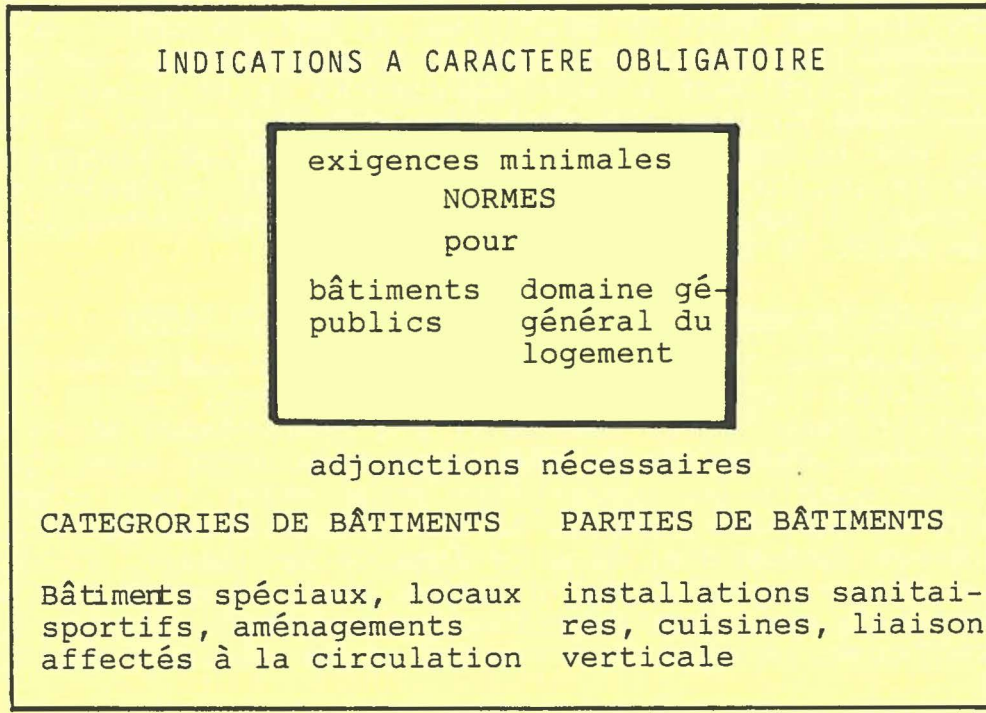 INDICATIONS A CARACTERE OBLIGATOIRE
exigences minimales
NORMES
pour
bâtiments domaine gé-
publics général du
logement
adjonctions nécessaires
CATEGRORIES DE BÂTIMENTS PARTIES DE BÂTIMENTS
Bâtiments spéciaux, locaux installations sanitai-
sportifs, aménagements res, cuisines, liaison
affectés à la circulation verticale